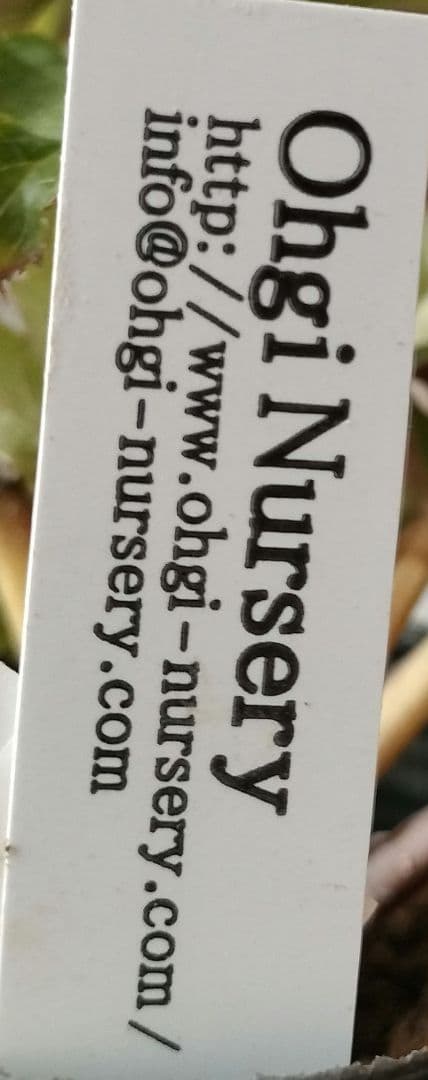 Ohgi Nursery
http://www.ohgi-nursery.com/
info@ohgi-nursery.com